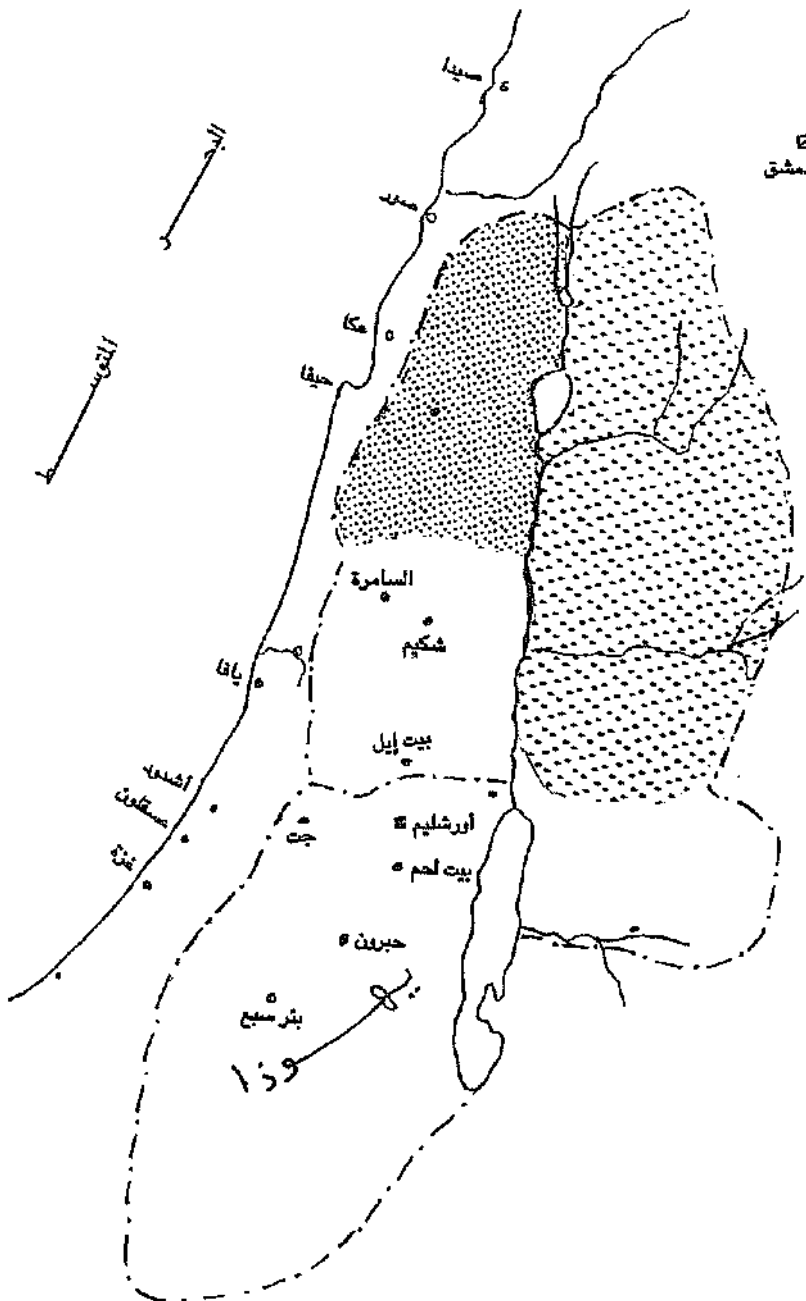 صيدا
دمشق
صور
البحر
عكا
حيفا
المتوسط
السامرة
شكيم
يافا
بيت إيل
أشدود
عسقلون
غزة
جت
أورشليم
بيت لحم
حبرون
بئر سبع
يهوذا